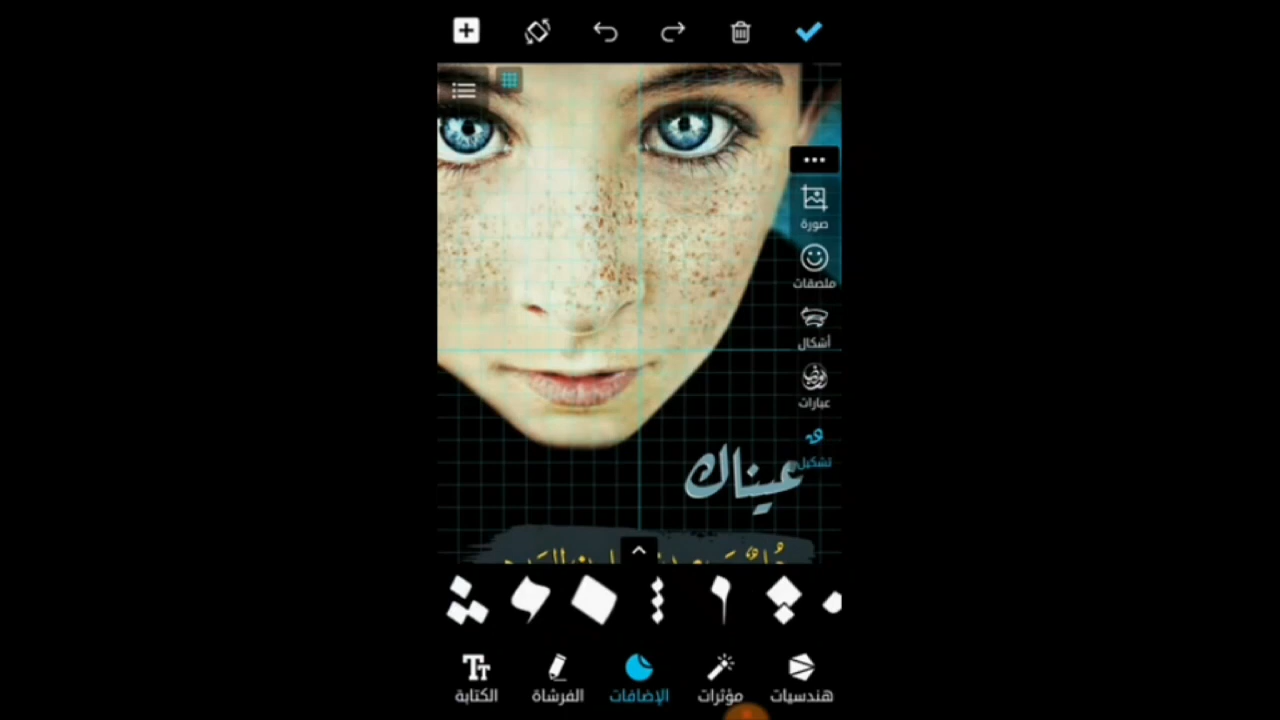 صورة
ملصقات
أشكال
عبارات
تشكيل
عيناك
هندسيات
مؤثرات
الإضافات
الفرشاة
الكتابة